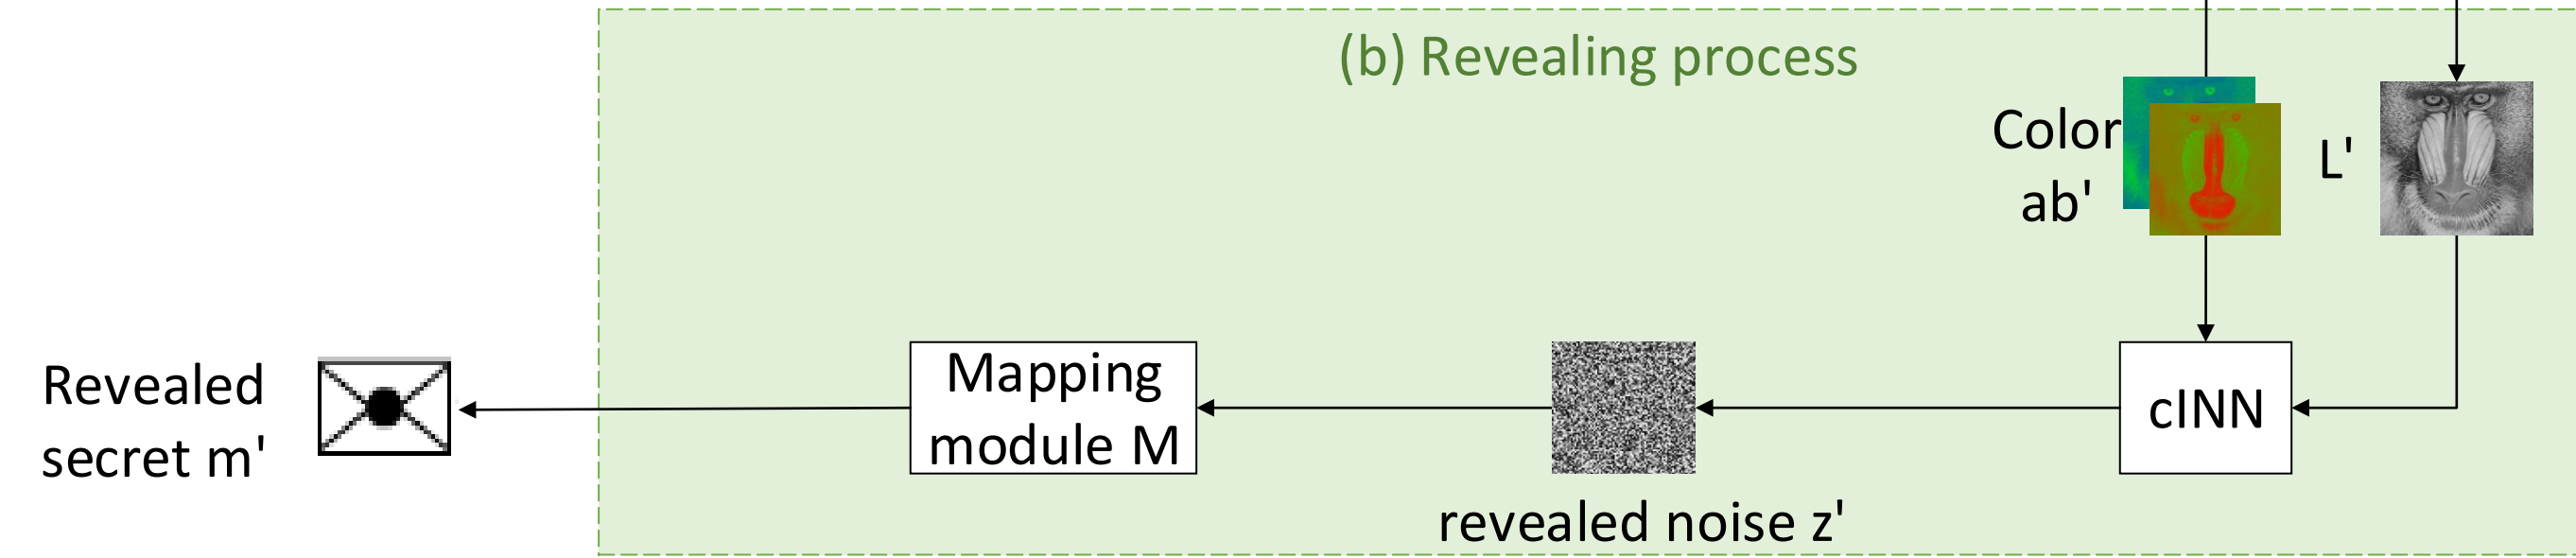 (b) Revealing process
Color
ab'
L'
Revealed
secret m'
Mapping
module M
cINN
revealed noise z'